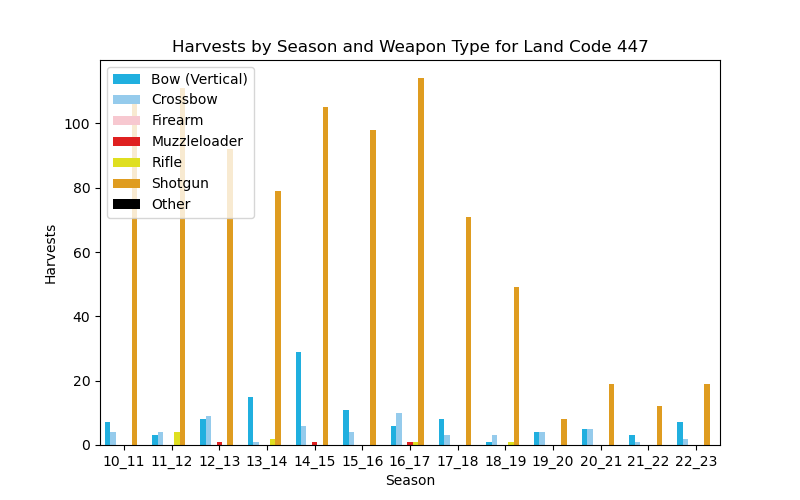 Harvests by Season and Weapon Type for Land Code 447
Bow (Vertical)
Crossbow
Firearm
Muzzleloader
Rifle
Shotgun
Other
Harvests
100
80
60
40
20
0
10_11 11_12 12_13 13_14 14_15 15_16 16_17 17_18 18_19 19_20 20_21 21_22 22_23
Season